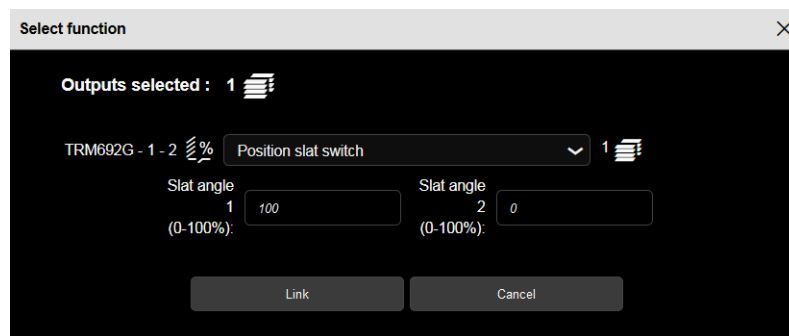 Select function
Outputs selected : 1
TRM692G - 1 - 2 % Position slat switch 1
Slat angle 1 (0-100%): 100 Slat angle 2 (0-100%): 0
Link Cancel